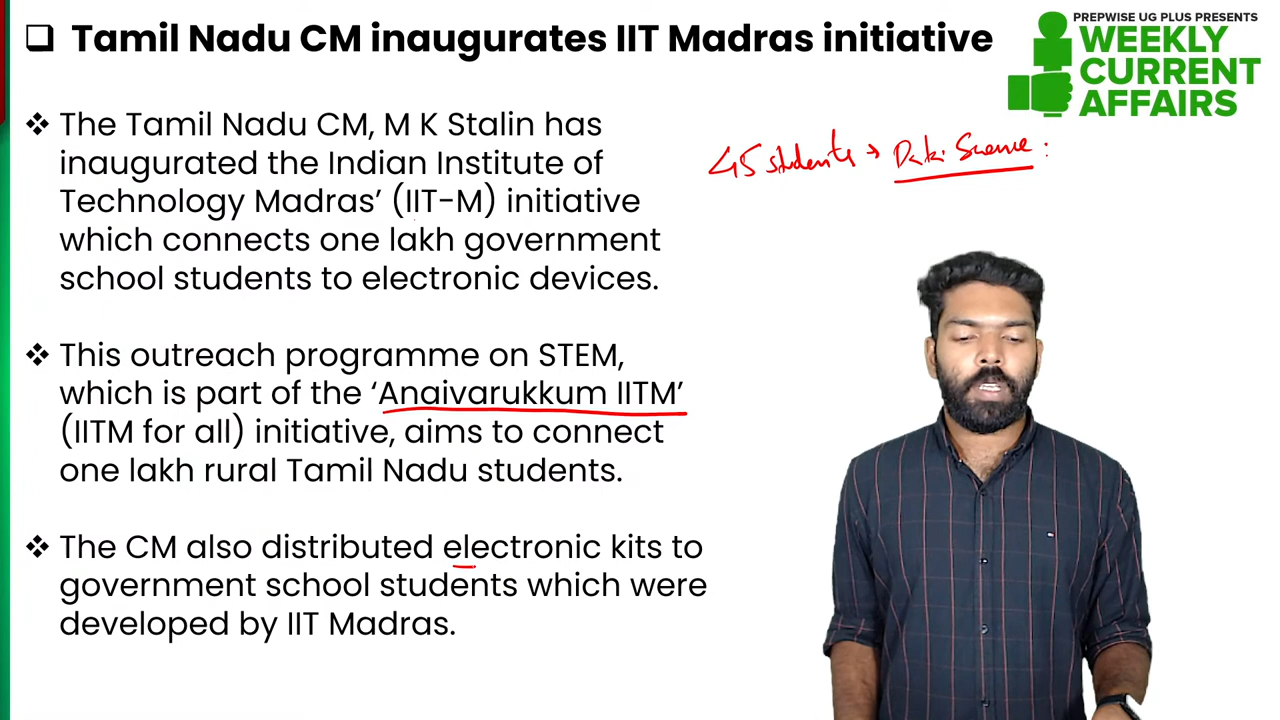 Tamil Nadu CM inaugurates IIT Madras initiative
PREPWISE UG PLUS PRESENTS
WEEKLY
CURRENT
AFFAIRS
The Tamil Nadu CM, M K Stalin has
inaugurated the Indian Institute of
Technology Madras’ (IIT-M) initiative
which connects one lakh government
school students to electronic devices.
45 students → Data Science :
This outreach programme on STEM,
which is part of the ‘Anaivarukkum IITM’
(IITM for all) initiative, aims to connect
one lakh rural Tamil Nadu students.
The CM also distributed electronic kits to
government school students which were
developed by IIT Madras.